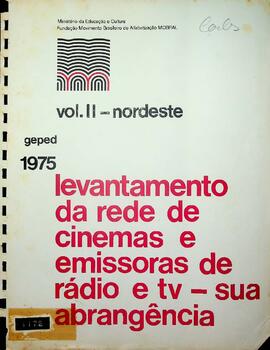 Ministério da Educação e Cultura
Fundação Movimento Brasileiro de Alfabetização MOBRAL
vol. II - nordeste
geped
1975
levantamento
da rede de
cinemas e
emissoras de
rádio e tv – sua
abrangência